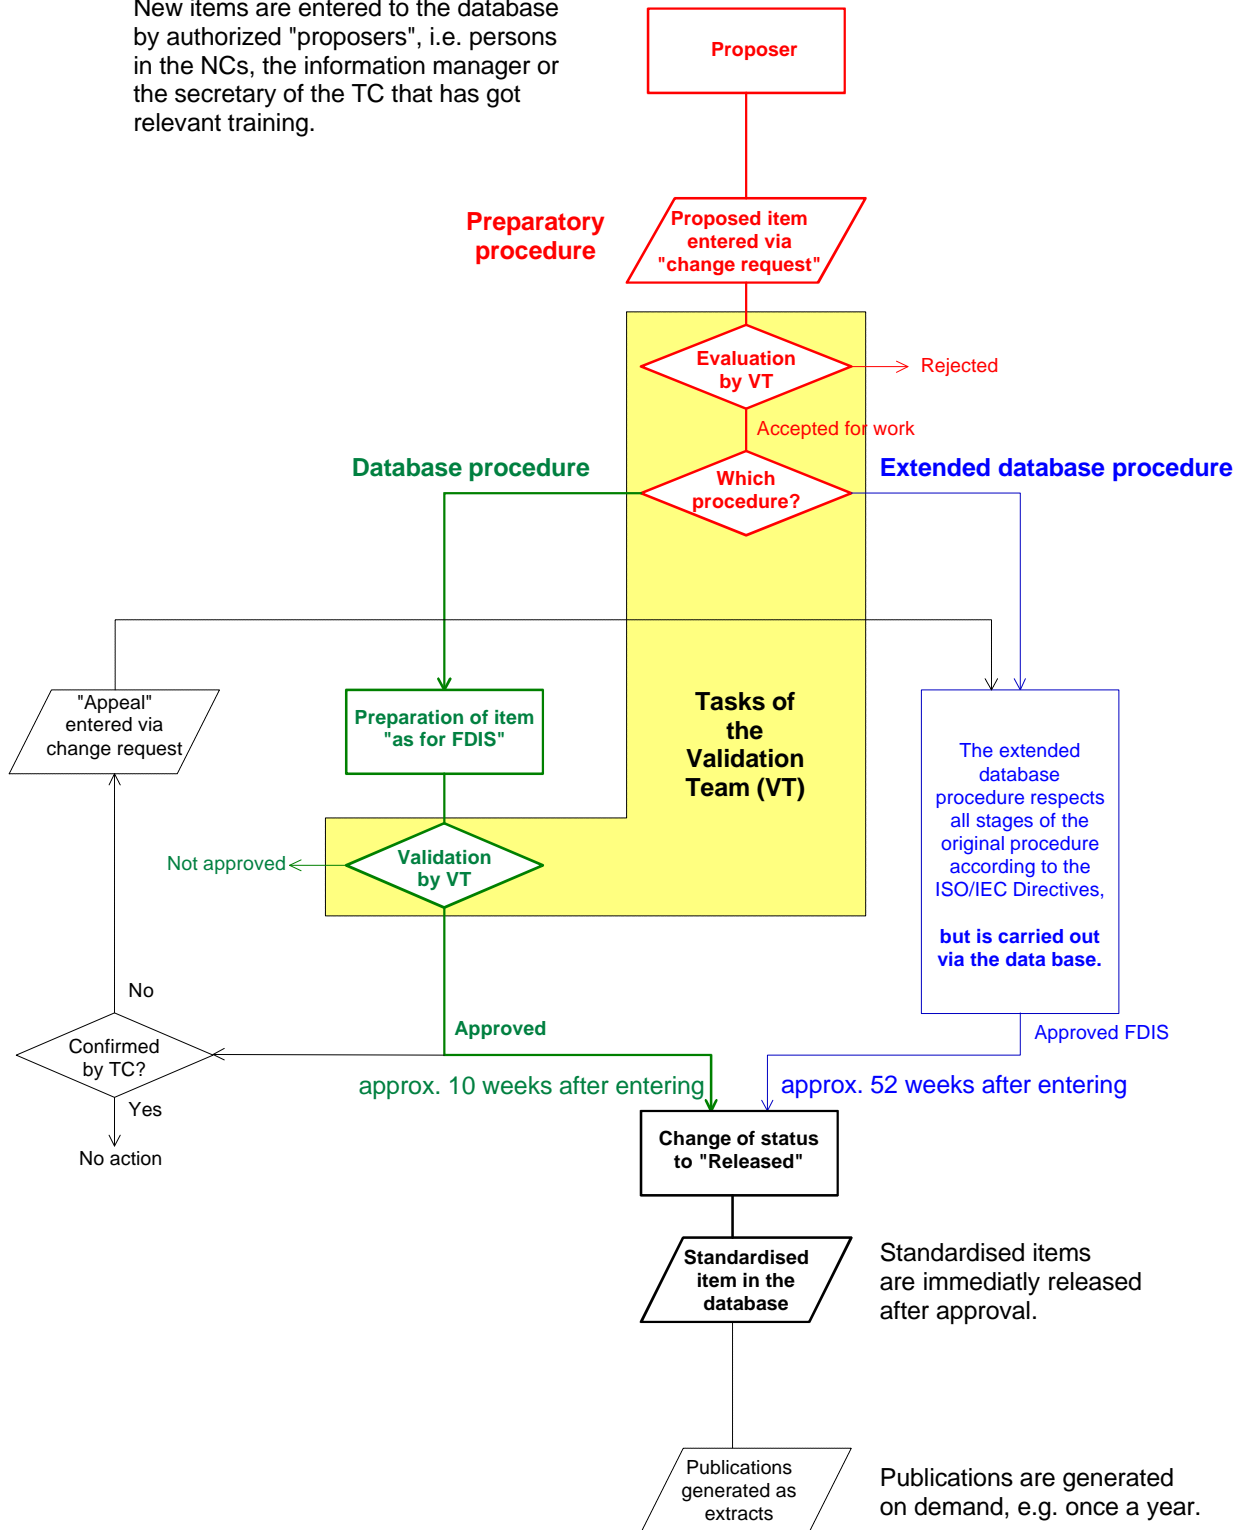 New items are entered to the database
by authorized "proposers", i.e. persons
in the NCs, the information manager or
the secretary of the TC that has got
relevant training.
Proposer
Preparatory
procedure
Proposed item
entered via
"change request"
Evaluation
by VT
Rejected
Accepted for work
Database procedure
Which
procedure?
Extended database procedure
"Appeal"
entered via
change request
Preparation of item
"as for FDIS"
Tasks of
the
Validation
Team (VT)
The extended
database
procedure respects
all stages of the
original procedure
according to the
ISO/IEC Directives,
but is carried out
via the data base.
Not approved
Validation
by VT
No
Approved
Approved FDIS
Confirmed
by TC?
approx. 10 weeks after entering
approx. 52 weeks after entering
Yes
No action
Change of status
to "Released"
Standardised
item in the
database
Standardised items
are immediatly released
after approval.
Publications
generated as
extracts
Publications are generated
on demand, e.g. once a year.